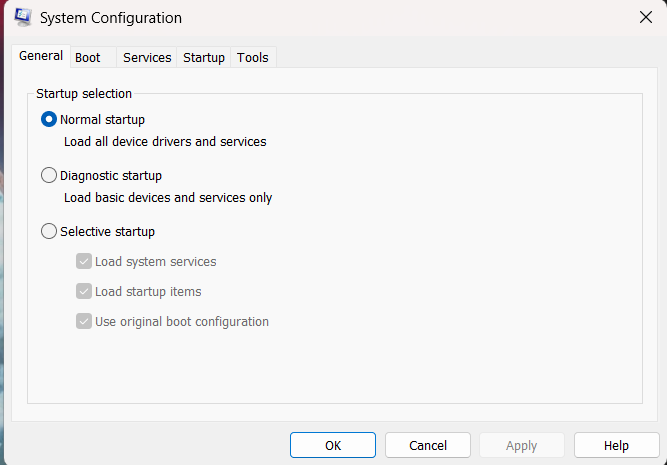 System Configuration
General Boot Services Startup Tools
Startup selection
Normal startup
Load all device drivers and services
Diagnostic startup
Load basic devices and services only
Selective startup
Load system services
Load startup items
Use original boot configuration
OK Cancel Apply Help